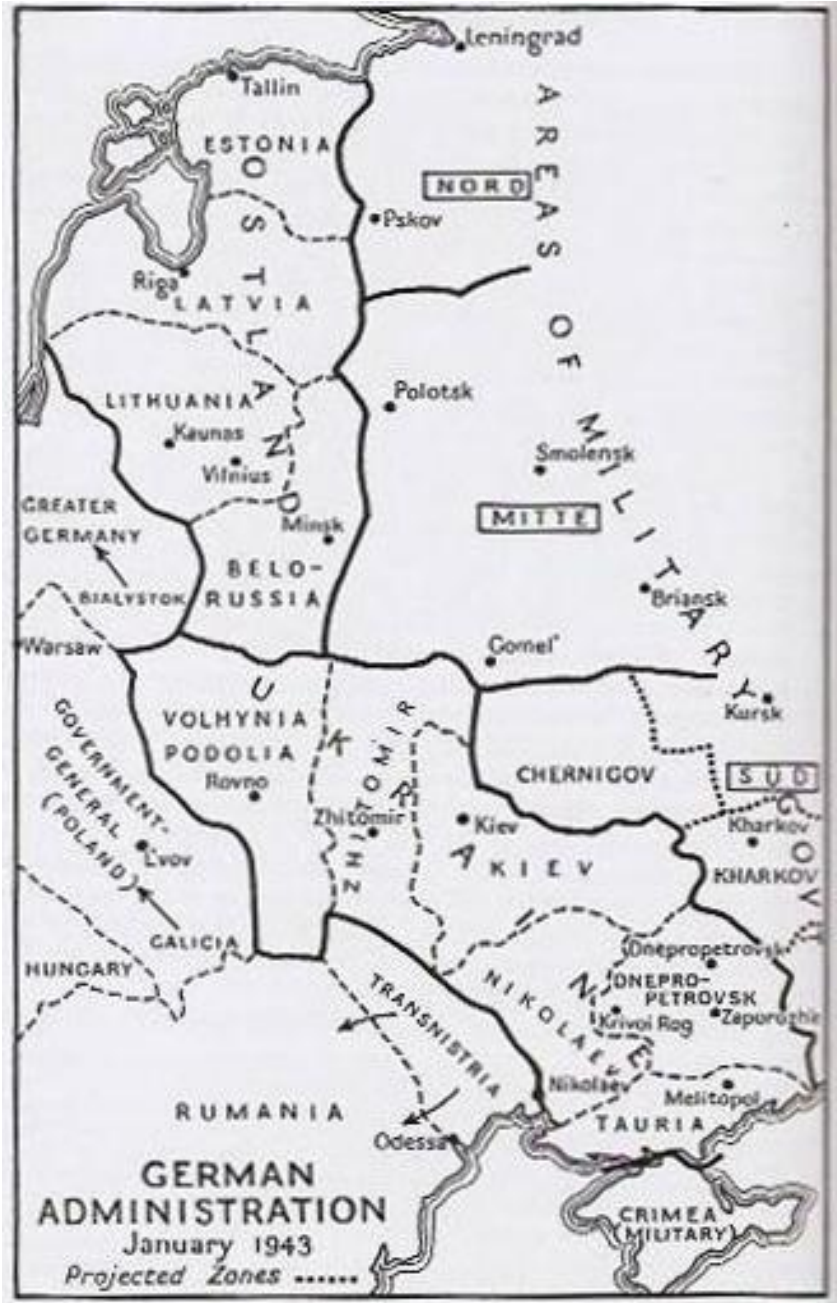 Leningrad
Tallin
ESTONIA
OSTLAND
AREAS OF MILITARY GOVT
NORD
Pskov
Riga
LATVIA
LITHUANIA
Polotsk
Kaunas
Vilnius
Smolensk
GREATER
GERMANY
MITTE
Minsk
BELO-
RUSSIA
BIALYSTOK
Briansk
Warsaw
Gomel'
Kursk
UKRAINE
VOLHYNIA
PODOLIA
Rovno
ZHITOMIR
Zhitomir
CHERNIGOV
SÜD
GOVERNMENT-
GENERAL
(POLAND)
Lvov
Kiev
KIEV
Kharkov
KHARKOV
GALICIA
HUNGARY
Dnepropetrovsk
DNEPRO-
PETROVSK
NIKOLAEV
Krivoi Rog
Zaporozhe
TRANSNISTRIA
Nikolaev
Melitopol
TAURIA
RUMANIA
Odessa
GERMAN
ADMINISTRATION
January 1943
Projected Zones
CRIMEA
(MILITARY)